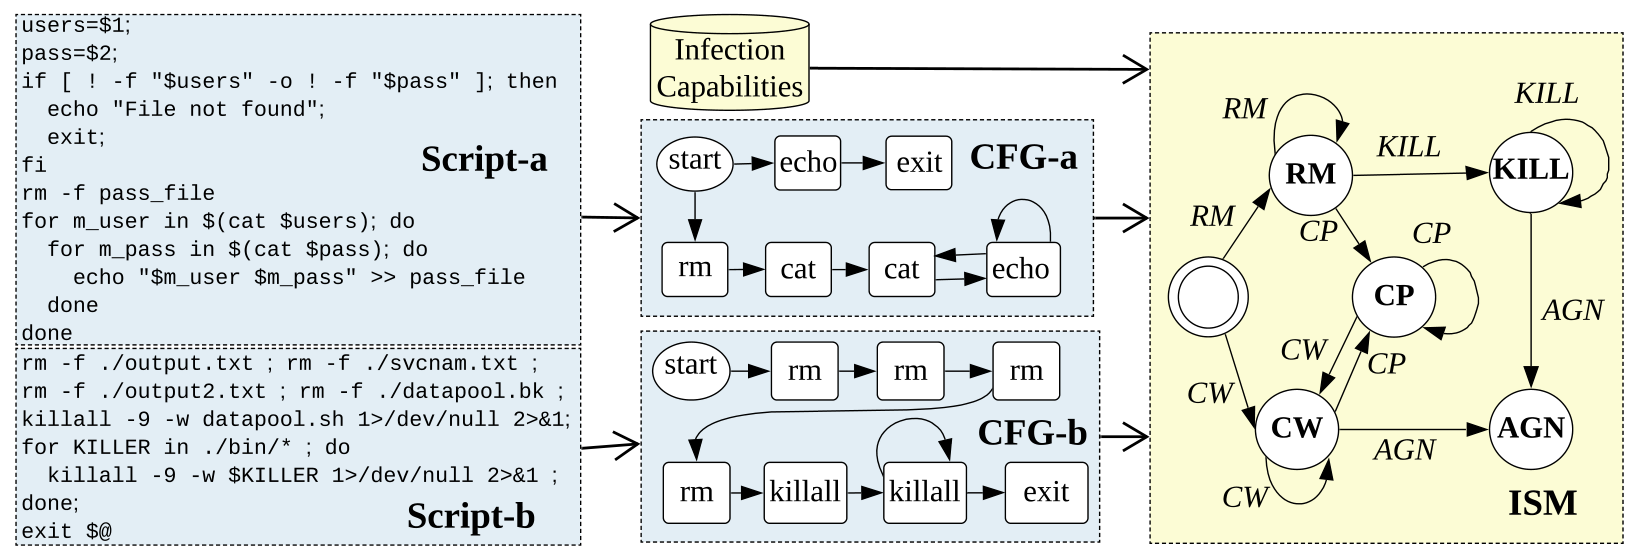 users=$1;
pass=$2;
if [ ! -f "$users" -o ! -f "$pass" ]; then
echo "File not found";
exit;
fi
rm -f pass_file
for m_user in $(cat $users); do
for m_pass in $(cat $pass); do
echo "$m_user $m_pass" >> pass_file
done
done
Script-a
rm -f ./output.txt ; rm -f ./svcnam.txt ;
rm -f ./output2.txt ; rm -f ./datapool.bk ;
killall -9 -w datapool.sh 1>/dev/null 2>&1;
for KILLER in ./bin/* ; do
killall -9 -w $KILLER 1>/dev/null 2>&1 ;
done;
exit $@
Script-b
Infection
Capabilities
start
echo
exit
CFG-a
rm
cat
cat
echo
start
rm
rm
rm
CFG-b
rm
killall
killall
exit
RM
KILL
RM
KILL
KILL
RM
CP
CP
CP
AGN
CW
CP
CW
CW
AGN
AGN
CW
ISM